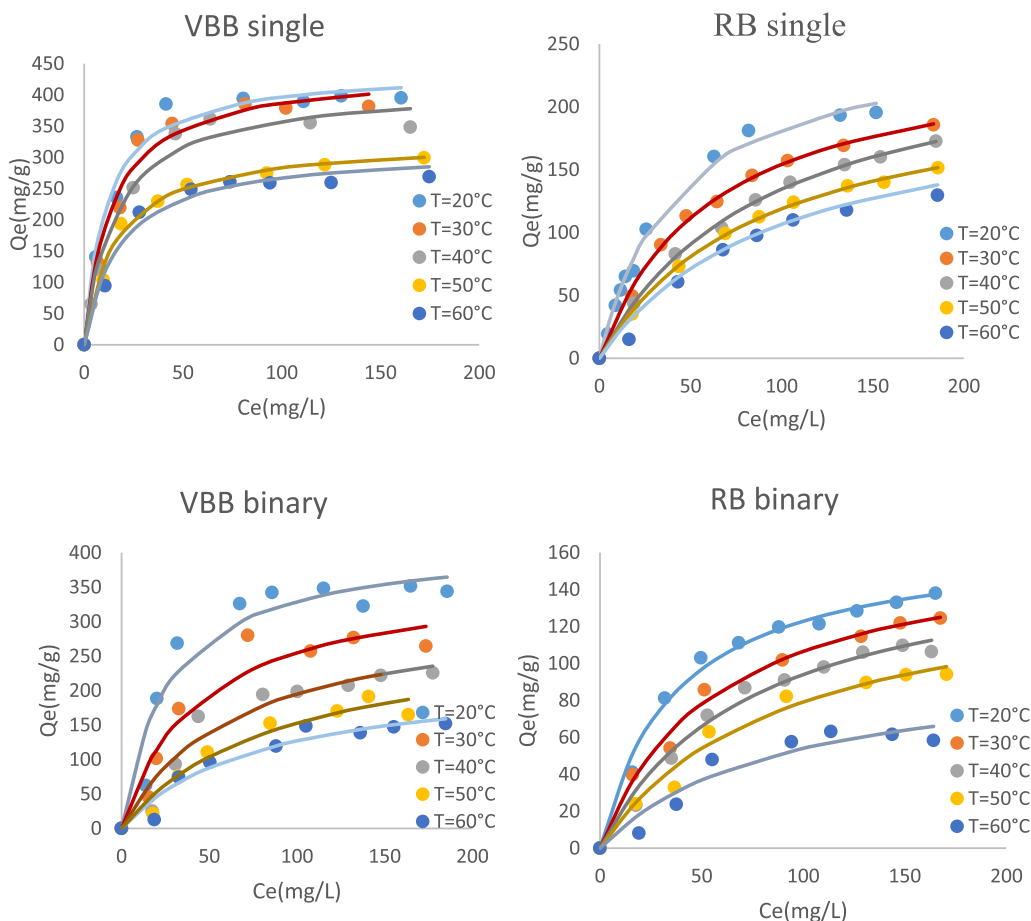 VBB single
450
400
350
300
250
200
150
100
50
0
Qe(mg/g)
0 50 100 150 200
Ce(mg/L)
T=20°C
T=30°C
T=40°C
T=50°C
T=60°C
RB single
250
200
150
100
50
0
Qe(mg/g)
0 50 100 150 200
Ce(mg/L)
T=20°C
T=30°C
T=40°C
T=50°C
T=60°C
VBB binary
400
350
300
250
200
150
100
50
0
Qe(mg/g)
0 50 100 150 200
Ce(mg/L)
T=20°C
T=30°C
T=40°C
T=50°C
T=60°C
RB binary
160
140
120
100
80
60
40
20
0
Qe(mg/g)
0 50 100 150 200
Ce(mg/L)
T=20°C
T=30°C
T=40°C
T=50°C
T=60°C